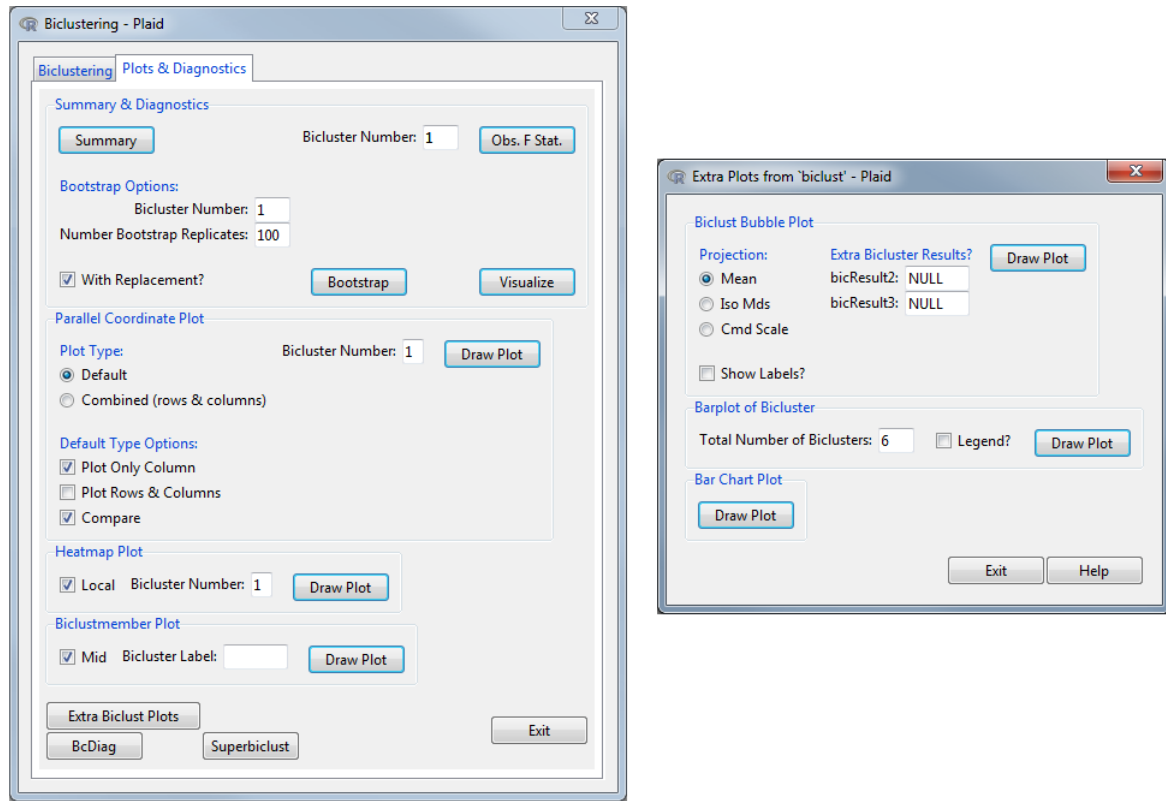 Biclustering - Plaid
Biclustering Plots & Diagnostics
Summary & Diagnostics
Summary Bicluster Number: 1 Obs. F Stat.
Bootstrap Options:
Bicluster Number: 1
Number Bootstrap Replicates: 100
With Replacement? Bootstrap Visualize
Parallel Coordinate Plot
Plot Type: Bicluster Number: 1 Draw Plot
Default
Combined (rows & columns)
Default Type Options:
Plot Only Column
Plot Rows & Columns
Compare
Heatmap Plot
Local Bicluster Number: 1 Draw Plot
Biclustmember Plot
Mid Bicluster Label: Draw Plot
Extra Biclust Plots
Exit
BcDiag Superbiclust
Extra Plots from `biclust' - Plaid
Biclust Bubble Plot
Projection: Extra Bicluster Results? Draw Plot
Mean bicResult2: NULL
Iso Mds bicResult3: NULL
Cmd Scale
Show Labels?
Barplot of Bicluster
Total Number of Biclusters: 6 Legend? Draw Plot
Bar Chart Plot
Draw Plot
Exit Help